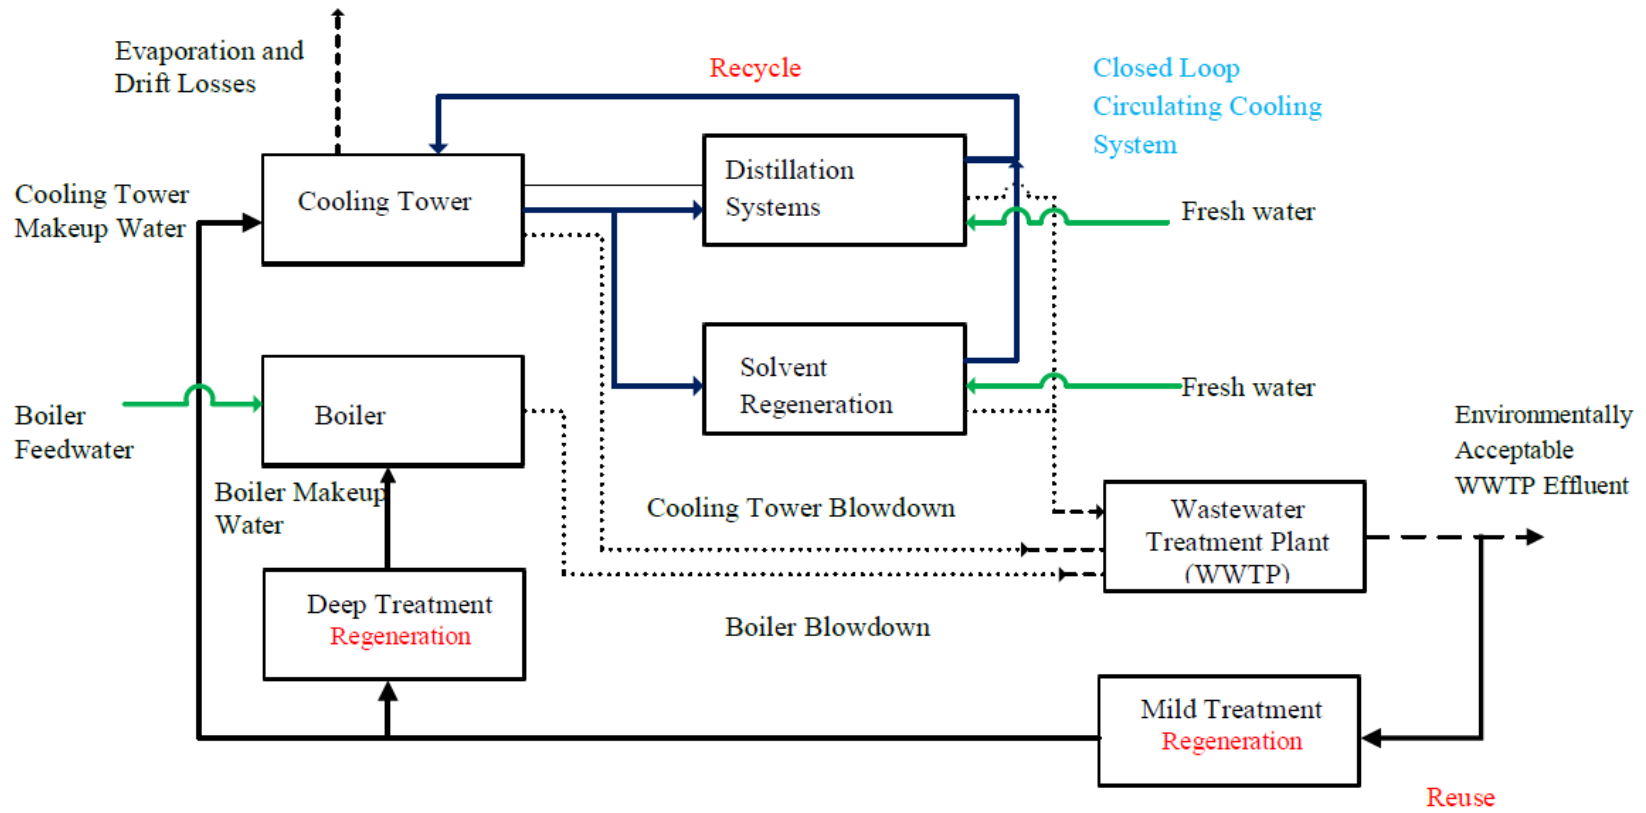 Evaporation and
Drift Losses
Recycle
Closed Loop
Circulating Cooling
System
Cooling Tower
Makeup Water
Cooling Tower
Distillation
Systems
Fresh water
Boiler
Feedwater
Boiler
Solvent
Regeneration
Fresh water
Environmentally
Acceptable
WWTP Effluent
Boiler Makeup
Water
Cooling Tower Blowdown
Wastewater
Treatment Plant
(WWTP)
Deep Treatment
Regeneration
Boiler Blowdown
Mild Treatment
Regeneration
Reuse